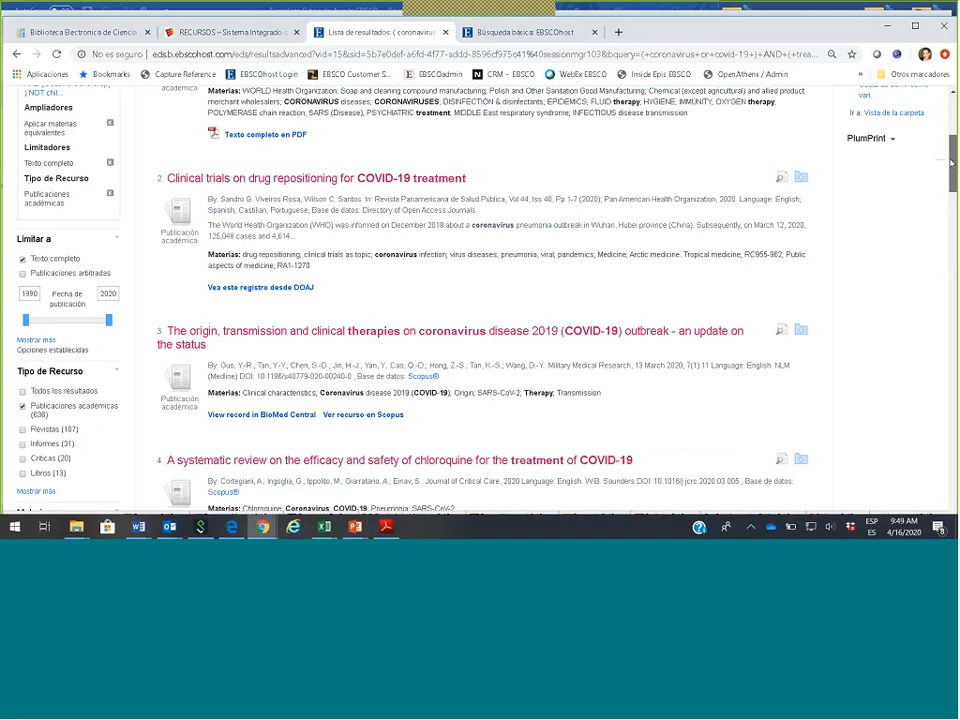 Biblioteca Electrónica de Ciencia
RECURSOS – Sistema Integrado d
Lista de resultados: ( coronavirus
Búsqueda básica: EBSCOhost
No es seguro | eds.b.ebscohost.com/eds/resultsadvanced?vid=15&sid=5b7e0def-a6fd-4f77-addd-8596d975c41f%40sessionmgr103&bquery=(+coronavirus+or+covid-19+)+AND+(+trea...
Aplicaciones Bookmarks Capture Reference EBSCOhost Login EBSCO Customer S... EBSCOadmin CRM - EBSCO WebEx EBSCO Inside Epic EBSCO OpenAthens / Admin » Otros marcadores
] NOT chil...
Ampliadores
Aplicar materias
equivalentes
Limitadores
Texto completo
Tipo de Recurso
Publicaciones
académicas
Limitar a
Texto completo
Publicaciones arbitradas
1990 Fecha de 2020
publicación
Mostrar más
Opciones establecidas
Tipo de Recurso
Todos los resultados
Publicaciones académicas
(636)
Revistas (187)
Informes (31)
Críticas (20)
Libros (13)
Mostrar más
académica
Materias: WORLD Health Organization; Soap and cleaning compound manufacturing; Polish and Other Sanitation Good Manufacturing; Chemical (except agricultural) and allied product
merchant wholesalers; CORONAVIRUS diseases; CORONAVIRUSES; DISINFECTION & disinfectants; EPIDEMICS; FLUID therapy; HYGIENE; IMMUNITY; OXYGEN therapy;
POLYMERASE chain reaction; SARS (Disease); PSYCHIATRIC treatment; MIDDLE East respiratory syndrome; INFECTIOUS disease transmission
Texto completo en PDF
2. Clinical trials on drug repositioning for COVID-19 treatment
Publicación
académica
By: Sandro G. Viveiros Rosa; Wilson C. Santos. In: Revista Panamericana de Salud Pública, Vol 44, Iss 40, Pp 1-7 (2020); Pan American Health Organization, 2020. Language: English;
Spanish; Castilian; Portuguese, Base de datos: Directory of Open Access Journals
The World Health Organization (WHO) was informed on December 2019 about a coronavirus pneumonia outbreak in Wuhan, Hubei province (China). Subsequently, on March 12, 2020,
125,048 cases and 4,614...
Materias: drug repositioning; clinical trials as topic; coronavirus infection; virus diseases; pneumonia, viral; pandemics; Medicine; Arctic medicine. Tropical medicine; RC955-962; Public
aspects of medicine; RA1-1270
Vea este registro desde DOAJ
3. The origin, transmission and clinical therapies on coronavirus disease 2019 (COVID-19) outbreak - an update on
the status
Publicación
académica
By: Guo, Y.-R.; Tan, Y.-Y.; Chen, S.-D.; Jin, H.-J.; Yan, Y.; Cao, Q.-D.; Hong, Z.-S.; Tan, K.-S.; Wang, D.-Y. Military Medical Research, 13 March 2020, 7(1):11 Language: English. NLM
(Medline) DOI: 10.1186/s40779-020-00240-0 , Base de datos: Scopus®
Materias: Clinical characteristics; Coronavirus disease 2019 (COVID-19); Origin; SARS-CoV-2; Therapy; Transmission
View record in BioMed Central Ver recurso en Scopus
4. A systematic review on the efficacy and safety of chloroquine for the treatment of COVID-19
By: Cortegiani, A.; Ingoglia, G.; Ippolito, M.; Giarratano, A.; Einav, S. Journal of Critical Care, 2020 Language: English. W.B. Saunders DOI: 10.1016/j.jcrc.2020.03.005 , Base de datos:
Scopus®
Materias: Chloroquine; Coronavirus; COVID-19; Pneumonia; SARS-CoV-2
vari...
Ir a: Vista de la carpeta
PlumPrint
ESP
ES
9:49 AM
4/16/2020